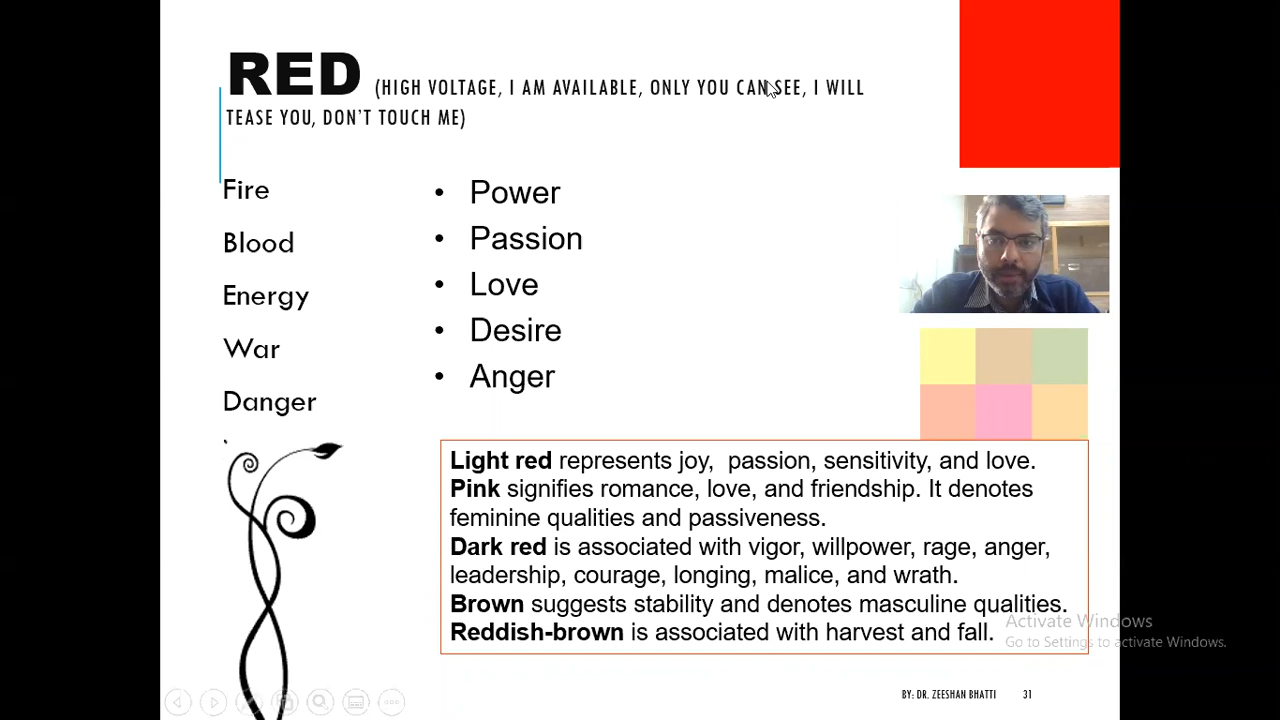 RED (HIGH VOLTAGE, I AM AVAILABLE, ONLY YOU CAN SEE, I WILL
TEASE YOU, DON'T TOUCH ME)
Fire
Blood
Energy
War
Danger
• Power
• Passion
• Love
• Desire
• Anger
Light red represents joy, passion, sensitivity, and love.
Pink signifies romance, love, and friendship. It denotes
feminine qualities and passiveness.
Dark red is associated with vigor, willpower, rage, anger,
leadership, courage, longing, malice, and wrath.
Brown suggests stability and denotes masculine qualities.
Reddish-brown is associated with harvest and fall.
Activate Windows
Go to Settings to activate Windows.
BY: DR. ZEESHAN BHATTI 31